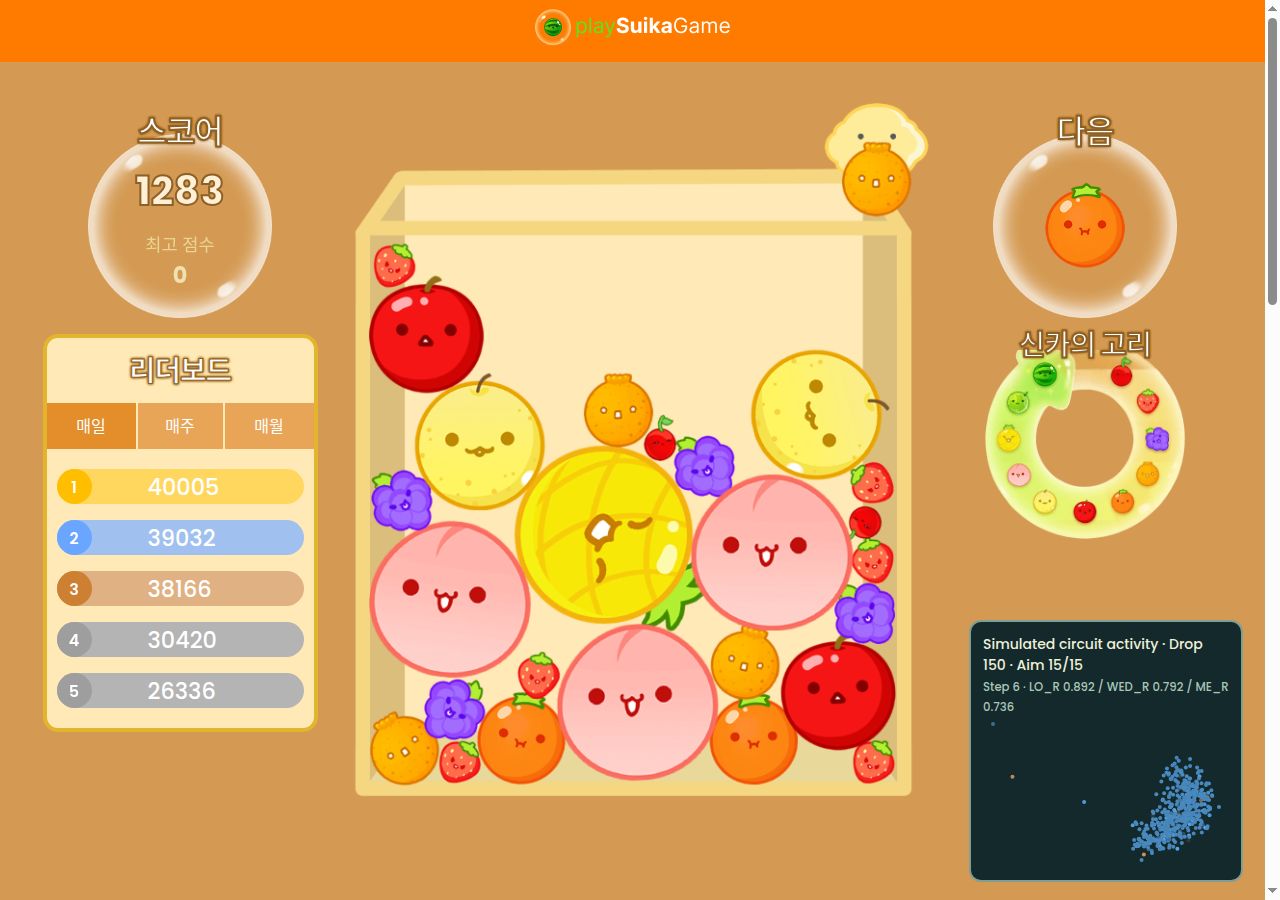 playSuikaGame
스코어
1283
최고 점수
0
다음
리더보드
매일 매주 매월
1 40005
2 39032
3 38166
4 30420
5 26336
신카의 고리
Simulated circuit activity · Drop
150 · Aim 15/15
Step 6 · LO_R 0.892 / WED_R 0.792 / ME_R
0.736